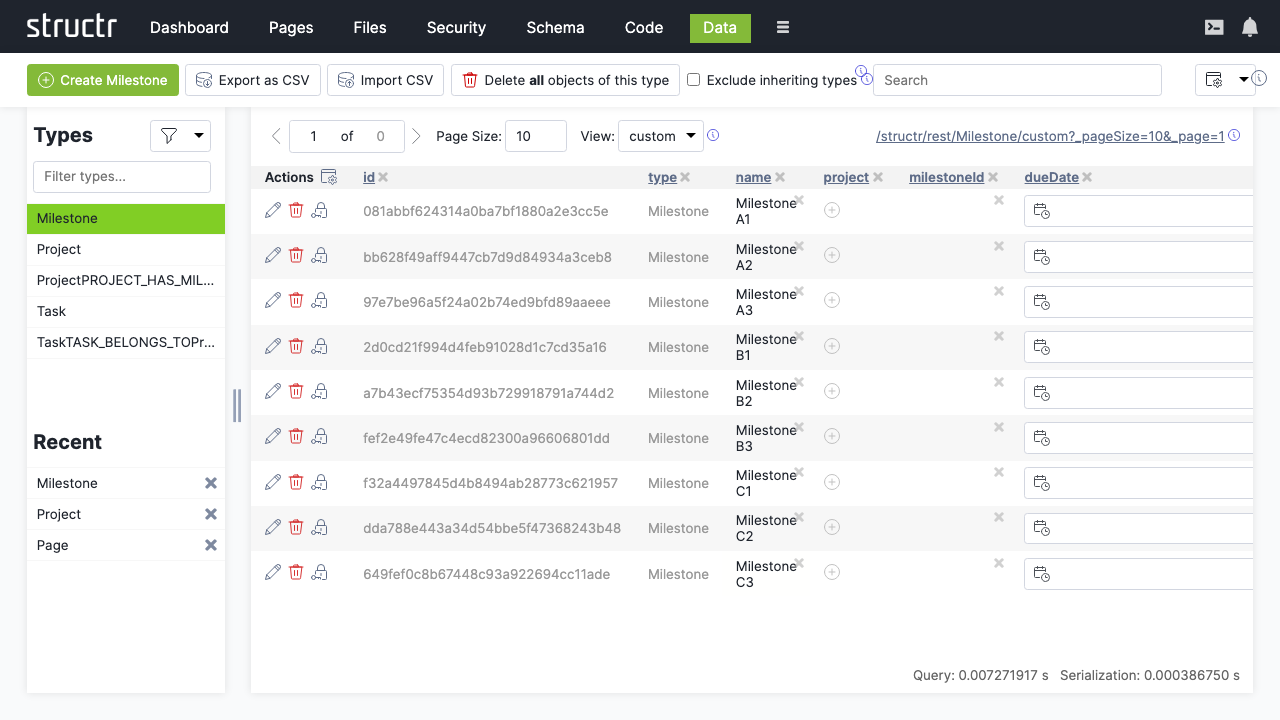 structr
Dashboard Pages Files Security Schema Code Data
Create Milestone Export as CSV Import CSV Delete all objects of this type Exclude inheriting types Search
Types
Filter types...
Milestone
Project
ProjectPROJECT_HAS_MIL...
Task
TaskTASK_BELONGS_TOPr...
Recent
Milestone
Project
Page
1 of 0 Page Size: 10 View: custom /structr/rest/Milestone/custom?_pageSize=10&_page=1
Actions id type name project milestoneId dueDate
081abbf624314a0ba7bf1880a2e3cc5e Milestone Milestone A1
bb628f49aff9447cb7d9d84934a3ceb8 Milestone Milestone A2
97e7be96a5f24a02b74ed9bfd89aaeee Milestone Milestone A3
2d0cd21f994d4feb91028d1c7cd35a16 Milestone Milestone B1
a7b43ecf75354d93b729918791a744d2 Milestone Milestone B2
fef2e49fe47c4ecd82300a96606801dd Milestone Milestone B3
f32a4497845d4b8494ab28773c621957 Milestone Milestone C1
dda788e443a34d54bbe5f47368243b48 Milestone Milestone C2
649fef0c8b67448c93a922694cc11ade Milestone Milestone C3
Query: 0.007271917 s Serialization: 0.000386750 s